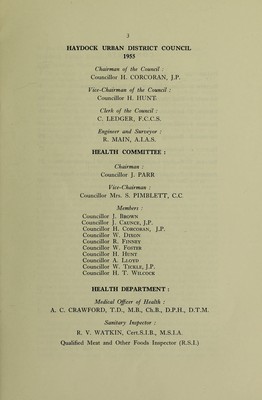 3
HAYDOCK URBAN DISTRICT COUNCIL
1955
Chairman of the Council :
Councillor H. CORCORAN, J.P.
Vice-Chairman of the Council :
Councillor H. HUNT.
Clerk of the Council :
C. LEDGER, F.C.C.S.
Engineer and Surveyor :
R. MAIN, A.I.A.S.
HEALTH COMMITTEE :
Chairman :
Councillor J. PARR
Vice-Chairman :
Councillor Mrs. S. PIMBLETT, C.C
Members :
Councillor J. BROWN
Councillor J. CAUNCE, J.P.
Councillor H. CORCORAN, J.P.
Councillor W. DIXON
Councillor R. FINNEY
Councillor W. FOSTER
Councillor H. HUNT
Councillor A. LLOYD
Councillor W. TICKLE, J.P.
Councillor H. T. WILCOCK
HEALTH DEPARTMENT :
Medical Officer of Health :
A. C. CRAWFORD, T.D., M.B., Ch.B., D.P.H., D.T.M.
Sanitary Inspector :
R. V. WATKIN, Cert.S.I.B., M.S.I.A.
Qualified Meat and Other Foods Inspector (R.S.I.)